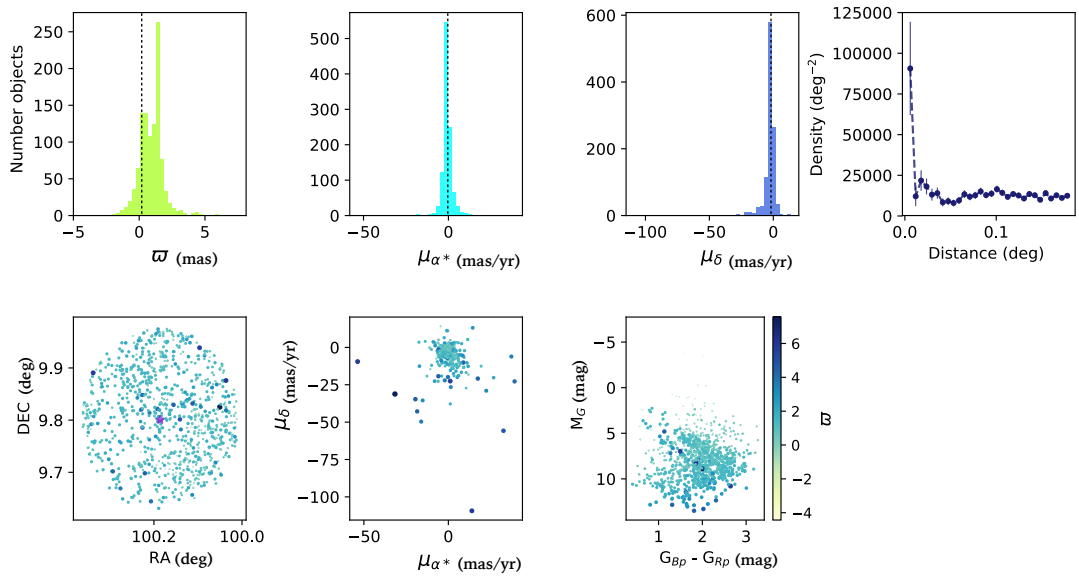 Number objects
0 50 100 150 200 250
−5 0 5
ϖ (mas)
0 100 200 300 400 500
−50 0
μα* (mas/yr)
0 200 400 600
−100 −50 0
μδ (mas/yr)
Density (deg⁻²)
0 25000 50000 75000 100000 125000
0.0 0.1
Distance (deg)
DEC (deg)
9.7 9.8 9.9
100.2 100.0
RA (deg)
μδ (mas/yr)
−100 −75 −50 −25 0
−50 0
μα* (mas/yr)
M_G (mag)
−5 0 5 10
1 2 3
G_Bp - G_Rp (mag)
−4 −2 0 2 4 6
ϖ